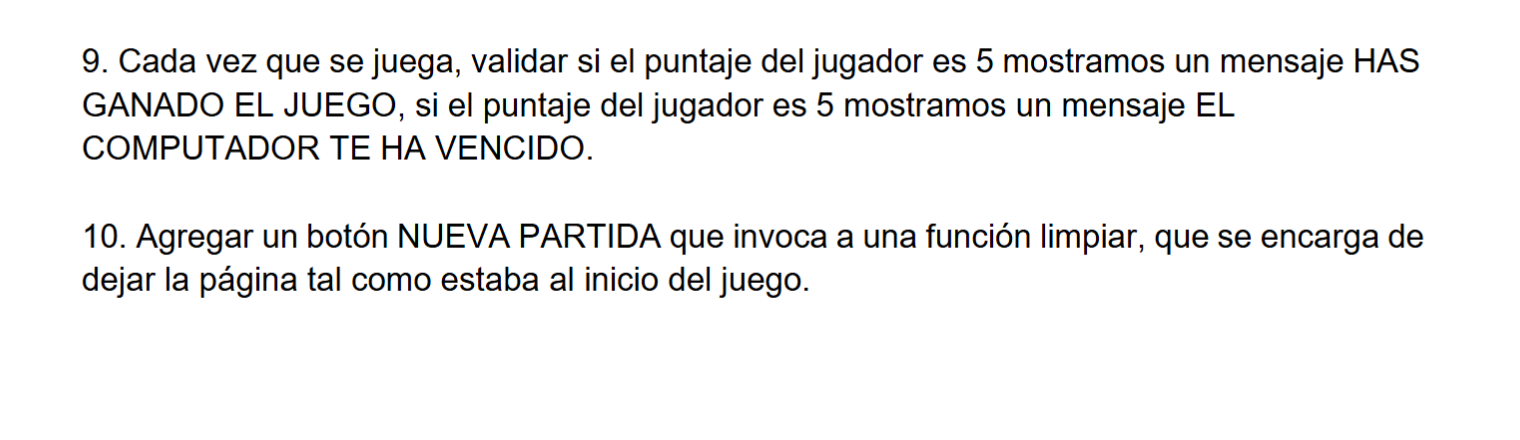 9. Cada vez que se juega, validar si el puntaje del jugador es 5 mostramos un mensaje HAS
GANADO EL JUEGO, si el puntaje del jugador es 5 mostramos un mensaje EL
COMPUTADOR TE HA VENCIDO.
10. Agregar un botón NUEVA PARTIDA que invoca a una función limpiar, que se encarga de
dejar la página tal como estaba al inicio del juego.